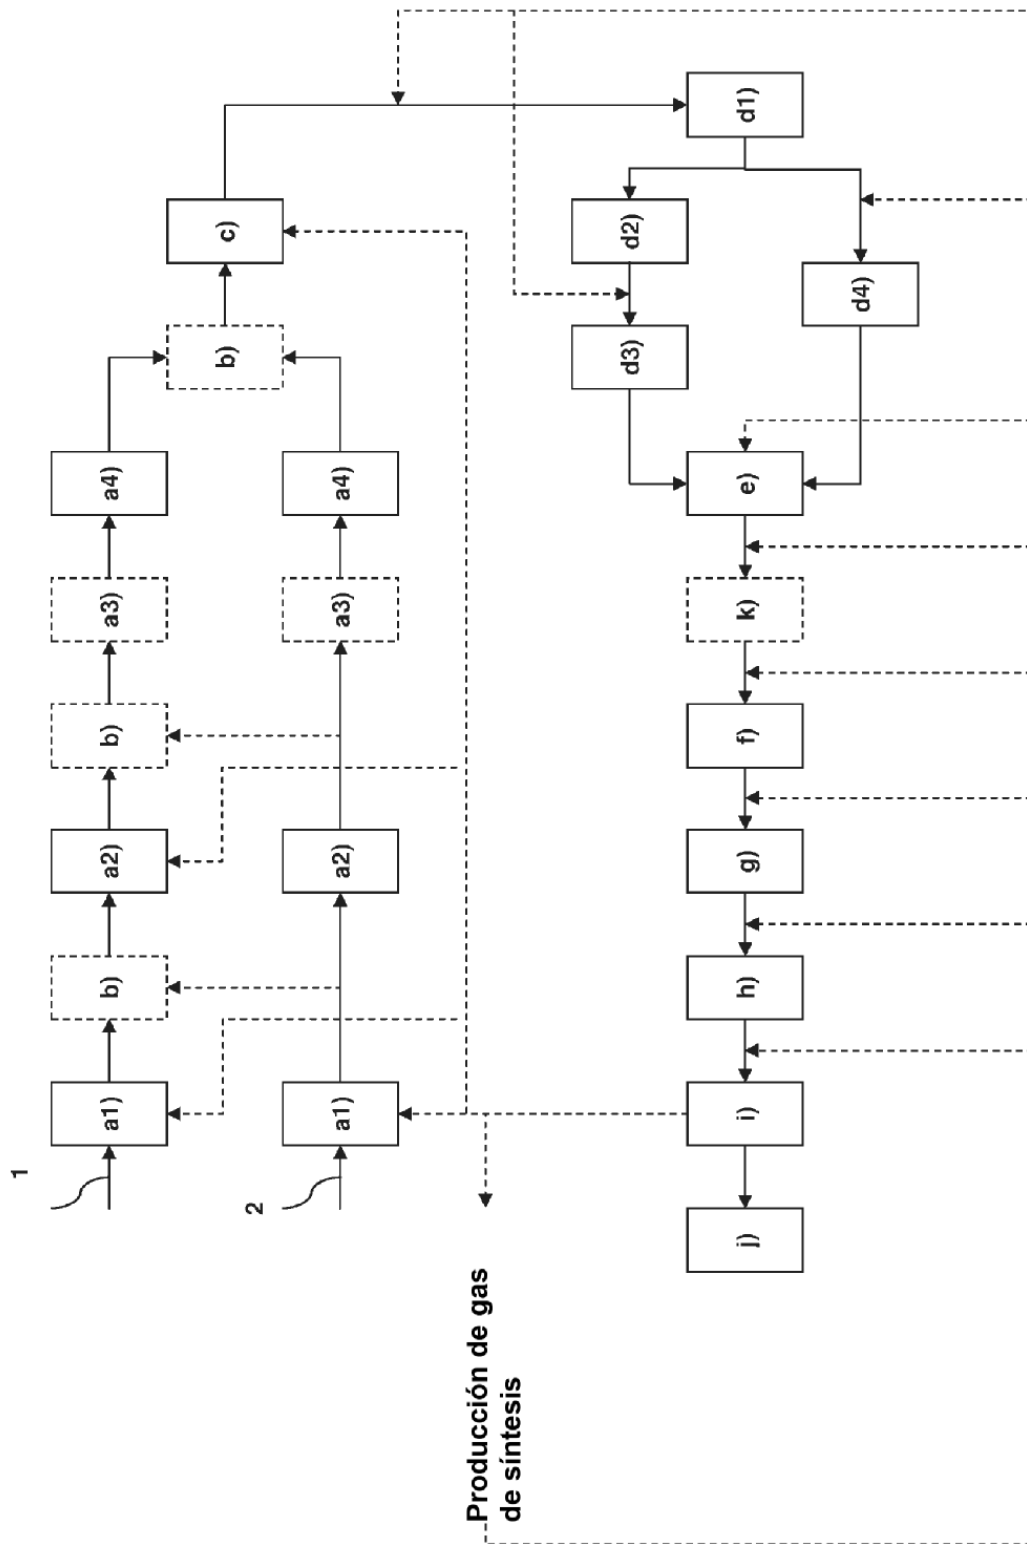 1
a1)
b)
a2)
b)
a3)
a4)
b)
c)
2
a1)
a2)
a3)
a4)
Producción de gas
de síntesis
d1)
d2)
d3)
d4)
e)
k)
f)
g)
h)
i)
j)